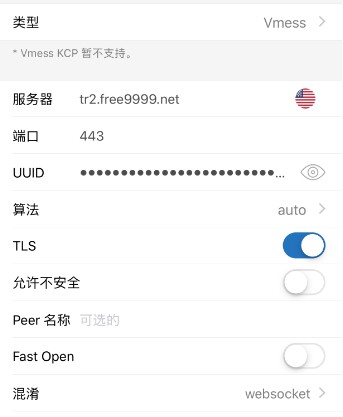 类型 Vmess
* Vmess KCP 暂不支持。
服务器 tr2.free9999.net
端口 443
UUID ●●●●●●●●●●●●●●●●●●●●●●●●...
算法 auto
TLS
允许不安全
Peer 名称 可选的
Fast Open
混淆 websocket